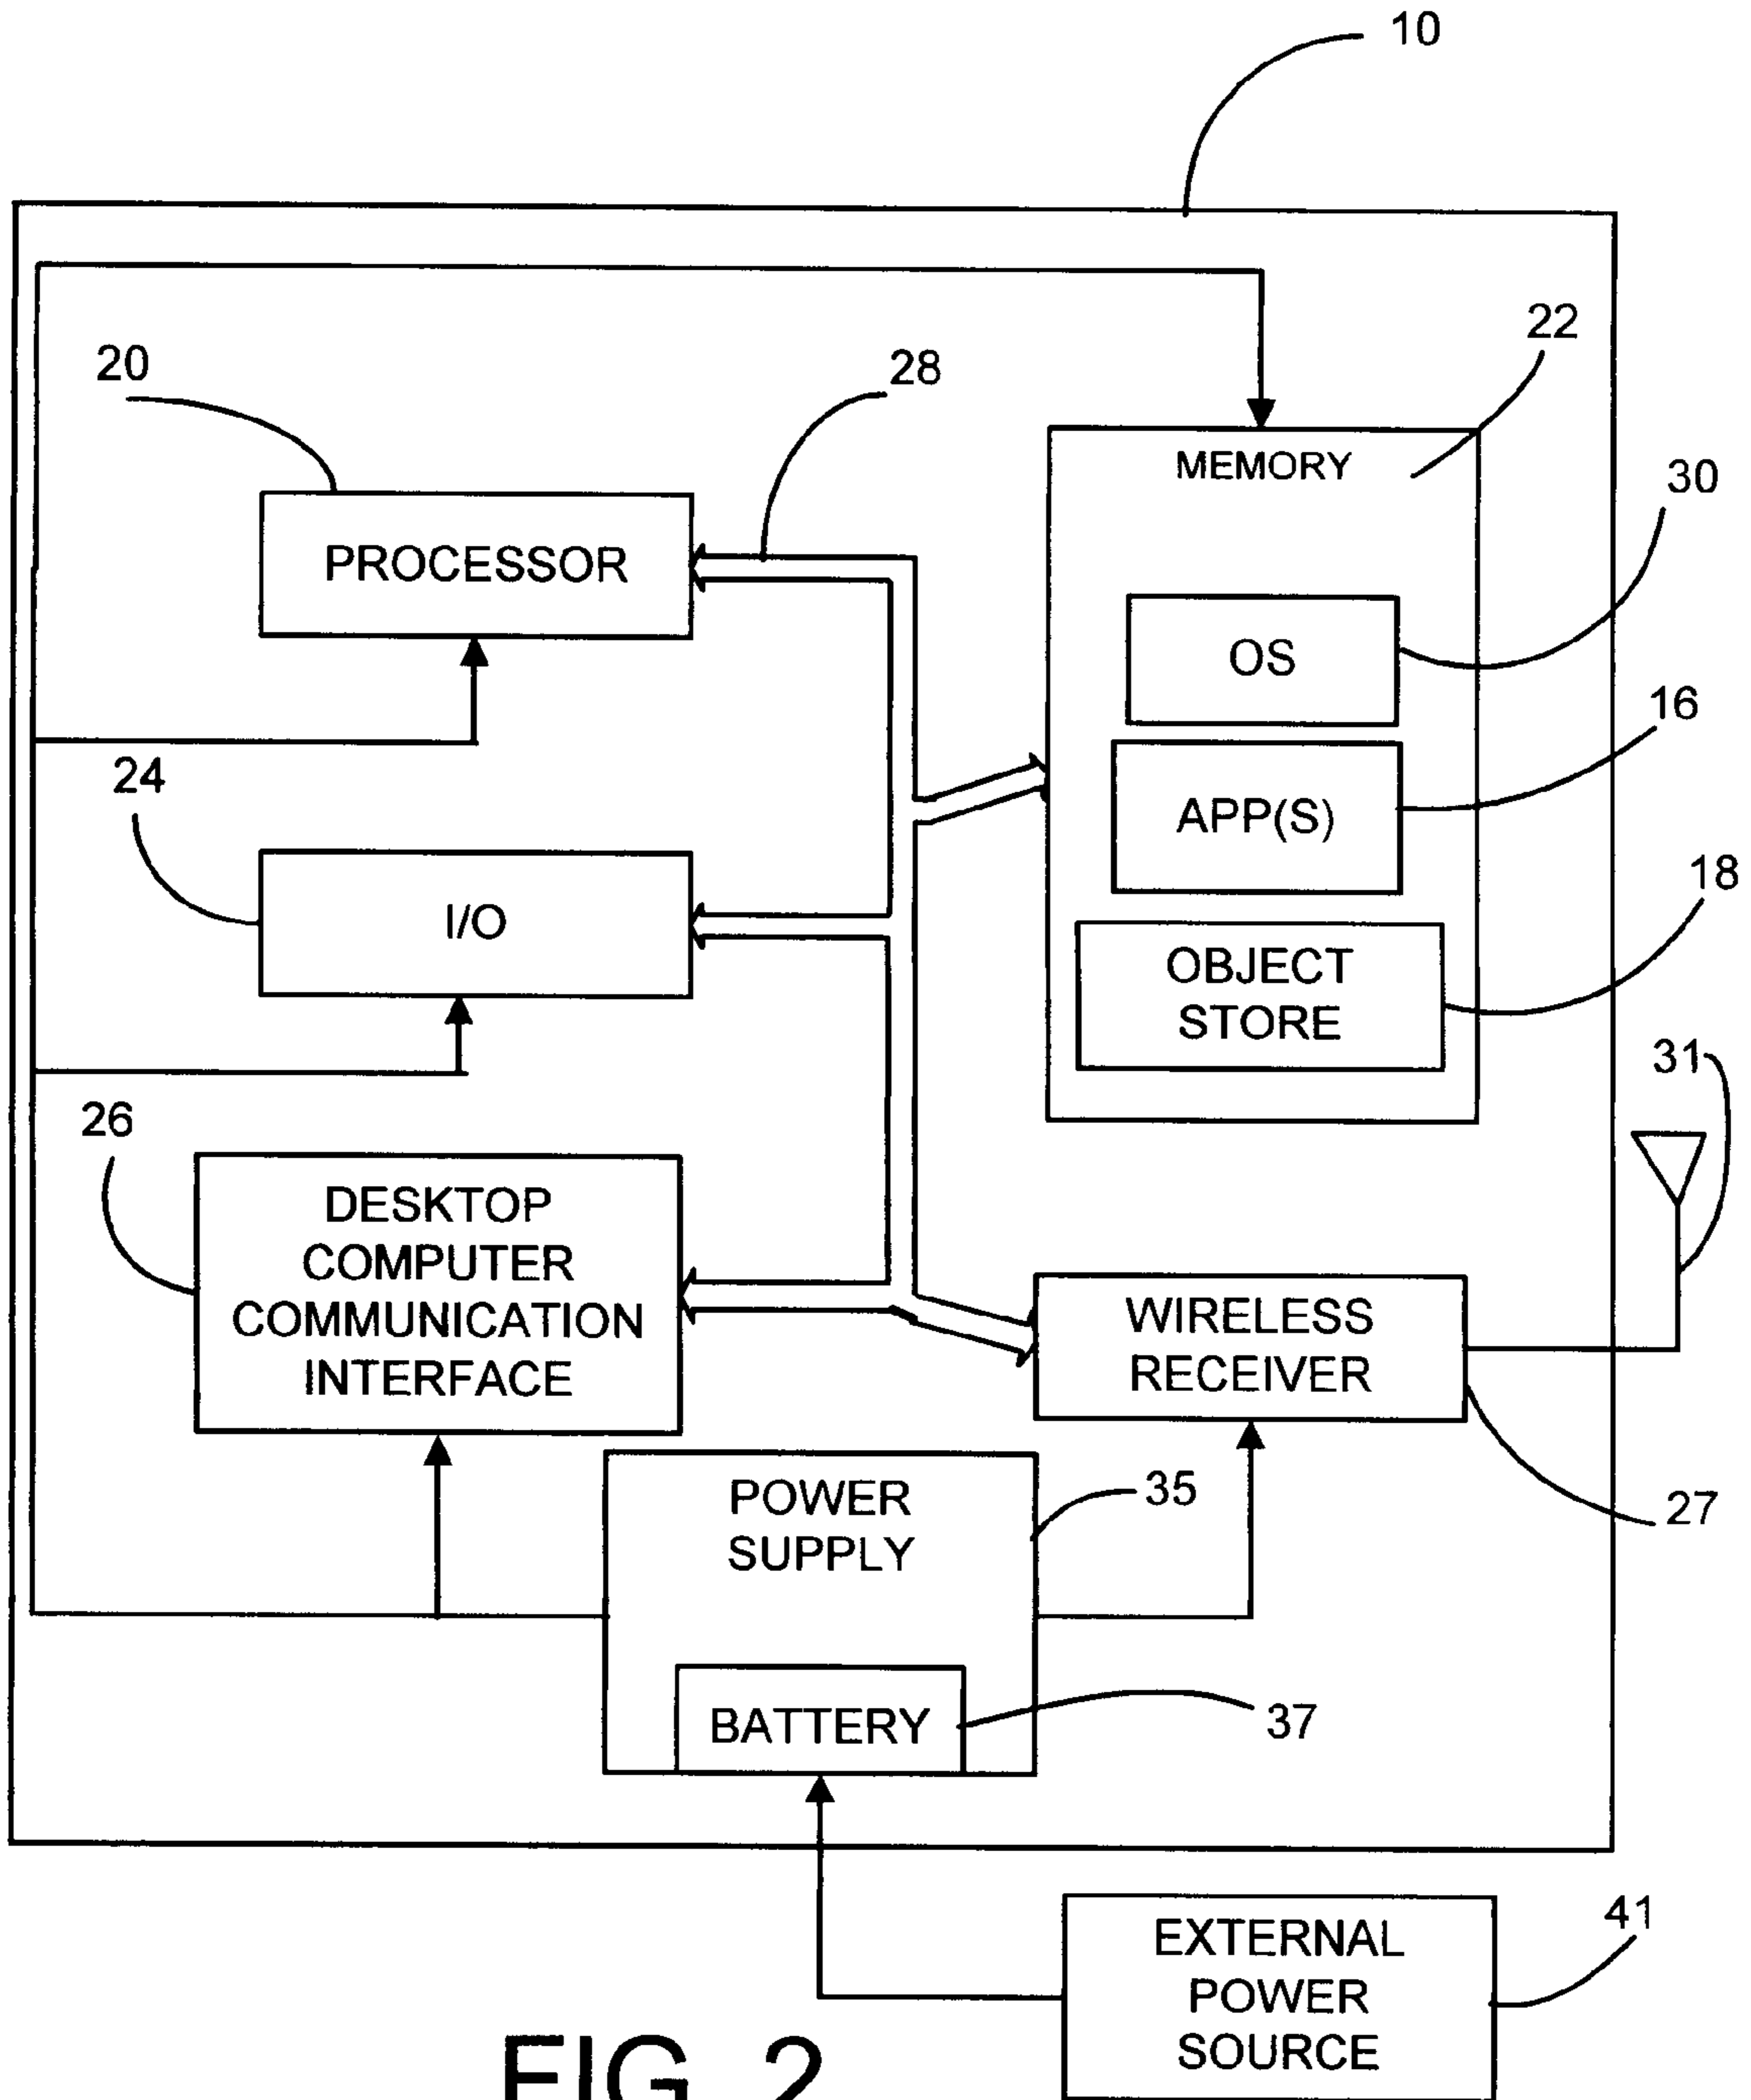 10
22
20
28
MEMORY
30
PROCESSOR
OS
16
24
APP(S)
18
I/O
OBJECT
STORE
31
26
DESKTOP
COMPUTER
COMMUNICATION
INTERFACE
WIRELESS
RECEIVER
27
POWER
SUPPLY
35
BATTERY
37
41
EXTERNAL
POWER
SOURCE
FIG. 2